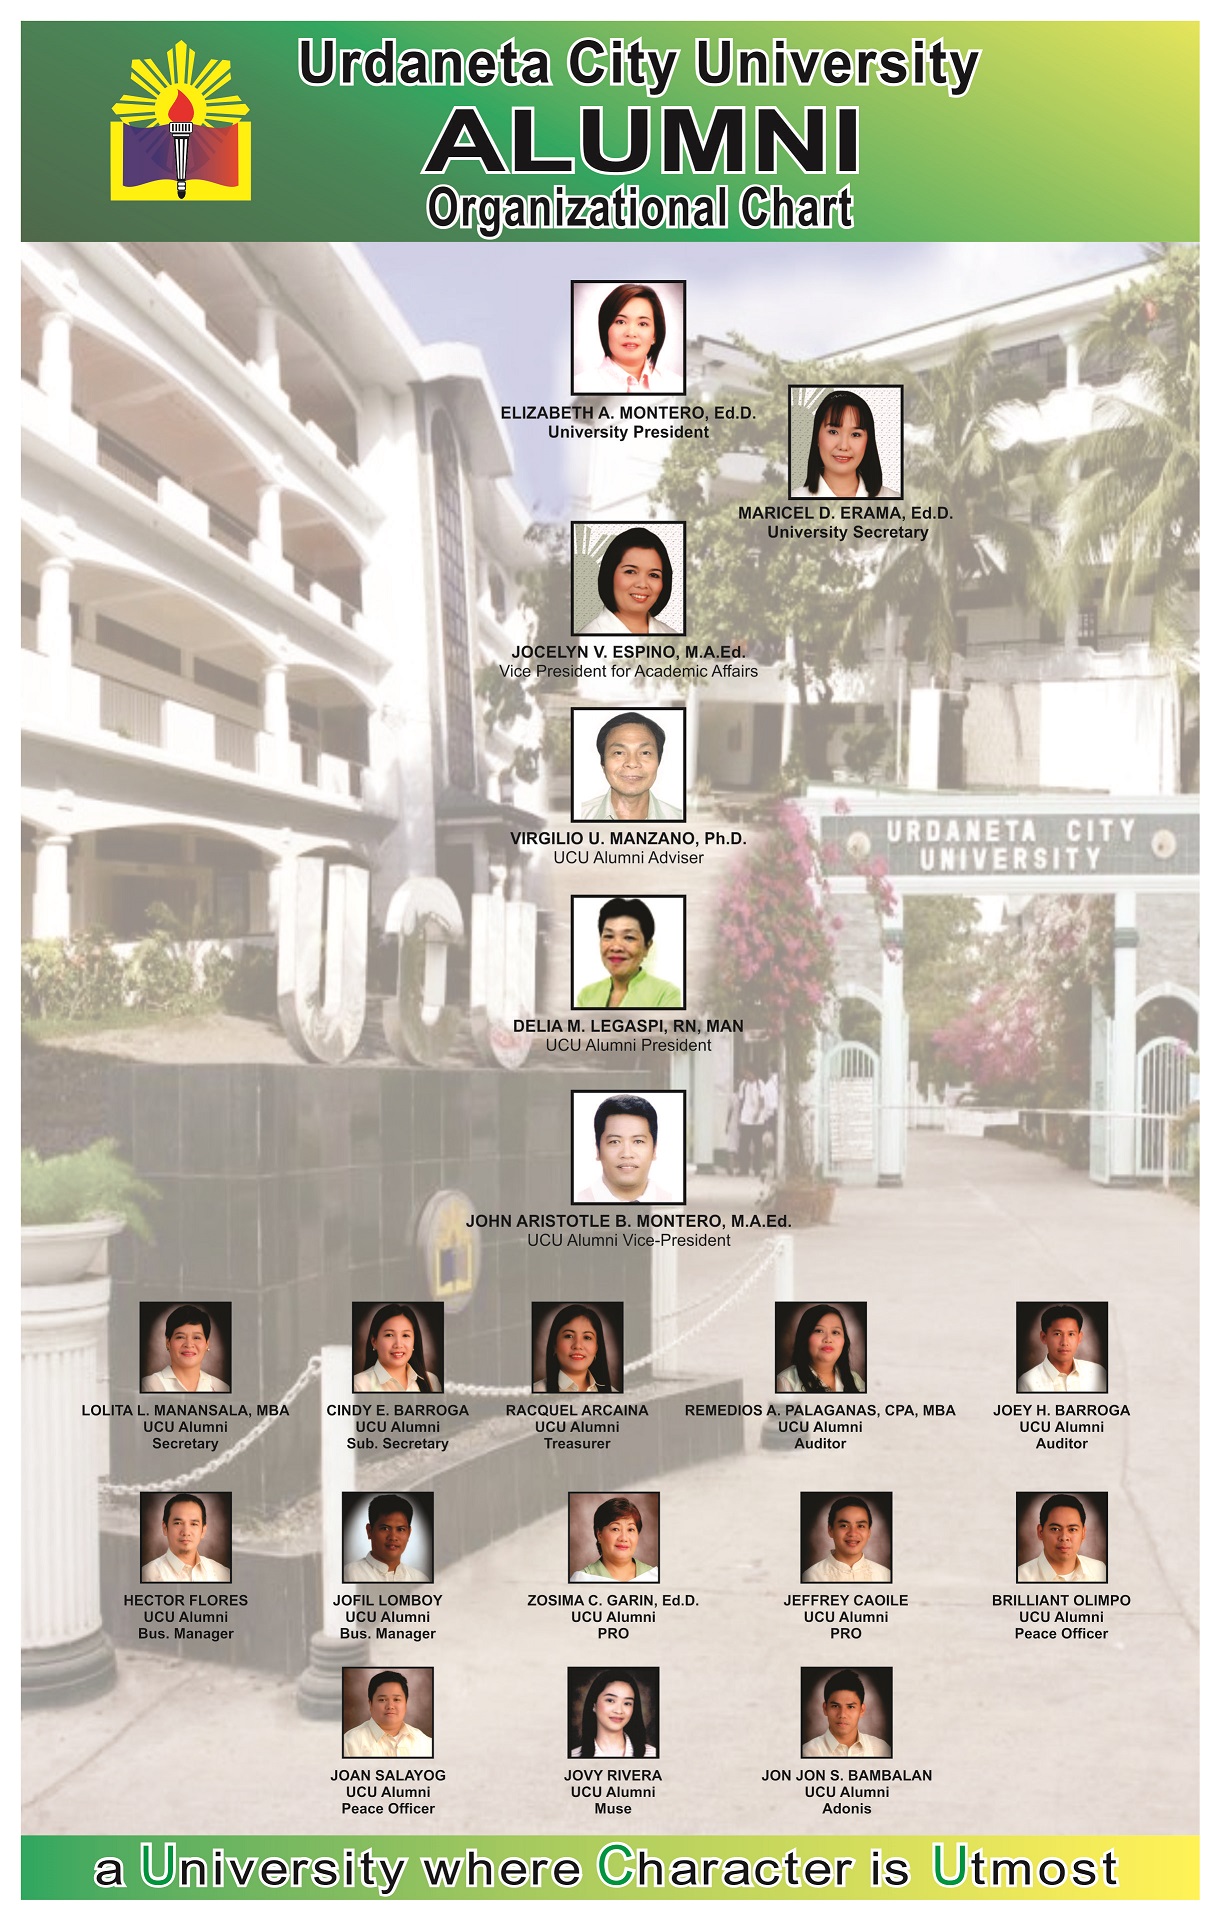 Urdaneta City University
ALUMNI
Organizational Chart
ELIZABETH A. MONTERO, Ed.D.
University President
MARICEL D. ERAMA, Ed.D.
University Secretary
JOCELYN V. ESPINO, M.A.Ed.
Vice President for Academic Affairs
VIRGILIO U. MANZANO, Ph.D.
UCU Alumni Adviser
URDANETA CITY
UNIVERSITY
UCU
DELIA M. LEGASPI, RN, MAN
UCU Alumni President
JOHN ARISTOTLE B. MONTERO, M.A.Ed.
UCU Alumni Vice-President
LOLITA L. MANANSALA, MBA
UCU Alumni
Secretary
CINDY E. BARROGA
UCU Alumni
Sub. Secretary
RACQUEL ARCAINA
UCU Alumni
Treasurer
REMEDIOS A. PALAGANAS, CPA, MBA
UCU Alumni
Auditor
JOEY H. BARROGA
UCU Alumni
Auditor
HECTOR FLORES
UCU Alumni
Bus. Manager
JOFIL LOMBOY
UCU Alumni
Bus. Manager
ZOSIMA C. GARIN, Ed.D.
UCU Alumni
PRO
JEFFREY CAOILE
UCU Alumni
PRO
BRILLIANT OLIMPO
UCU Alumni
Peace Officer
JOAN SALAYOG
UCU Alumni
Peace Officer
JOVY RIVERA
UCU Alumni
Muse
JON JON S. BAMBALAN
UCU Alumni
Adonis
a University where Character is Utmost